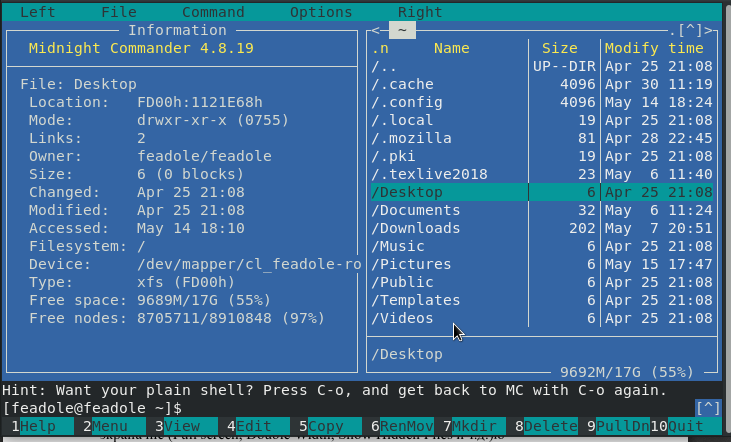 Left File Command Options Right
Information
Midnight Commander 4.8.19
File: Desktop
Location: FD00h:1121E68h
Mode: drwxr-xr-x (0755)
Links: 2
Owner: feadole/feadole
Size: 6 (0 blocks)
Changed: Apr 25 21:08
Modified: Apr 25 21:08
Accessed: May 14 18:10
Filesystem: /
Device: /dev/mapper/cl_feadole-ro
Type: xfs (FD00h)
Free space: 9689M/17G (55%)
Free nodes: 8705711/8910848 (97%)
<─ ~ .[^]>
.n Name Size Modify time
/.. UP--DIR Apr 25 21:08
/.cache 4096 Apr 30 11:19
/.config 4096 May 14 18:24
/.local 19 Apr 25 21:08
/.mozilla 81 Apr 28 22:45
/.pki 19 Apr 25 21:08
/.texlive2018 23 May 6 11:40
/Desktop 6 Apr 25 21:08
/Documents 32 May 6 11:24
/Downloads 202 May 7 20:51
/Music 6 Apr 25 21:08
/Pictures 6 May 15 17:47
/Public 6 Apr 25 21:08
/Templates 6 Apr 25 21:08
/Videos 6 Apr 25 21:08
/Desktop
9692M/17G (55%)
Hint: Want your plain shell? Press C-o, and get back to MC with C-o again.
[feadole@feadole ~]$ [^]
1Help 2Menu 3View 4Edit 5Copy 6RenMov 7Mkdir 8Delete 9PullDn 10Quit